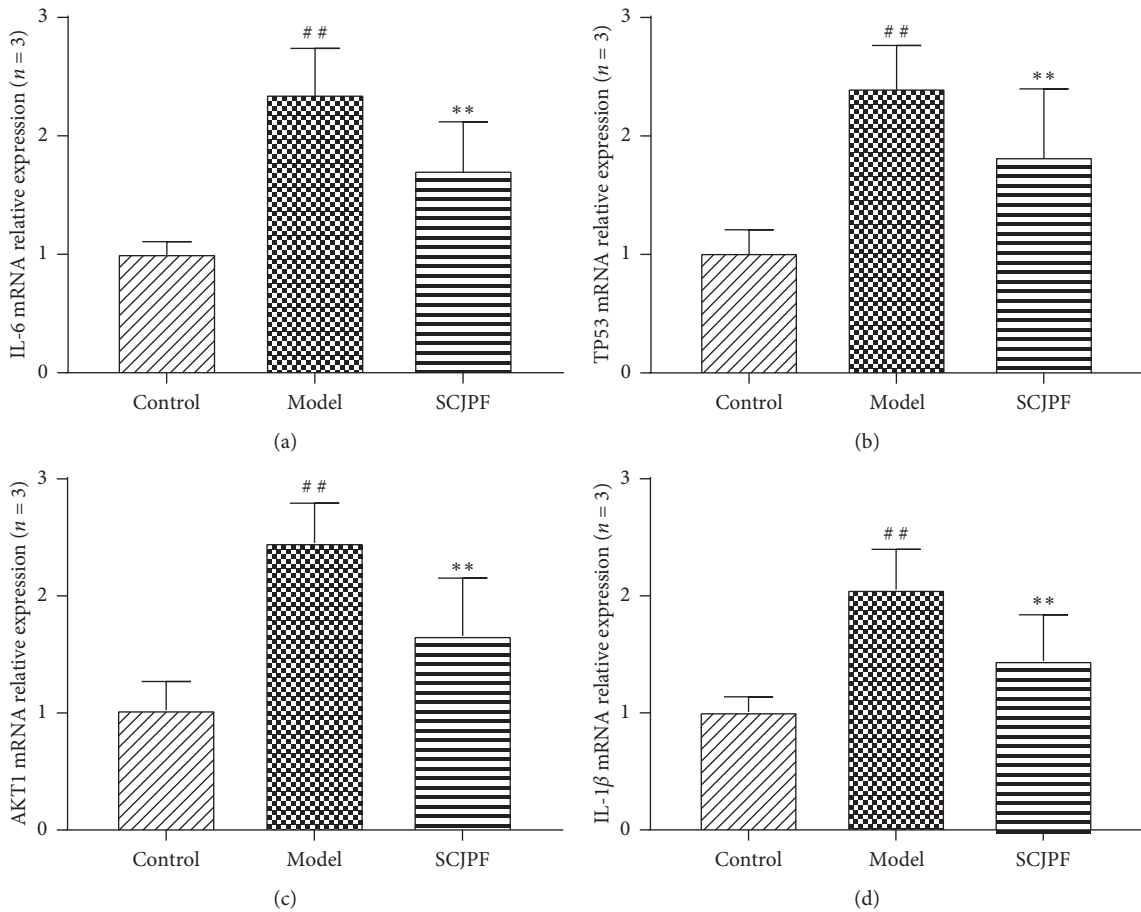 IL-6 mRNA relative expression (n = 3)
3
2
1
0
# #
**
Control
Model
SCJPF
(a)
TP53 mRNA relative expression (n = 3)
3
2
1
0
# #
**
Control
Model
SCJPF
(b)
AKT1 mRNA relative expression (n = 3)
3
2
1
0
# #
**
Control
Model
SCJPF
(c)
IL-1β mRNA relative expression (n = 3)
3
2
1
0
# #
**
Control
Model
SCJPF
(d)